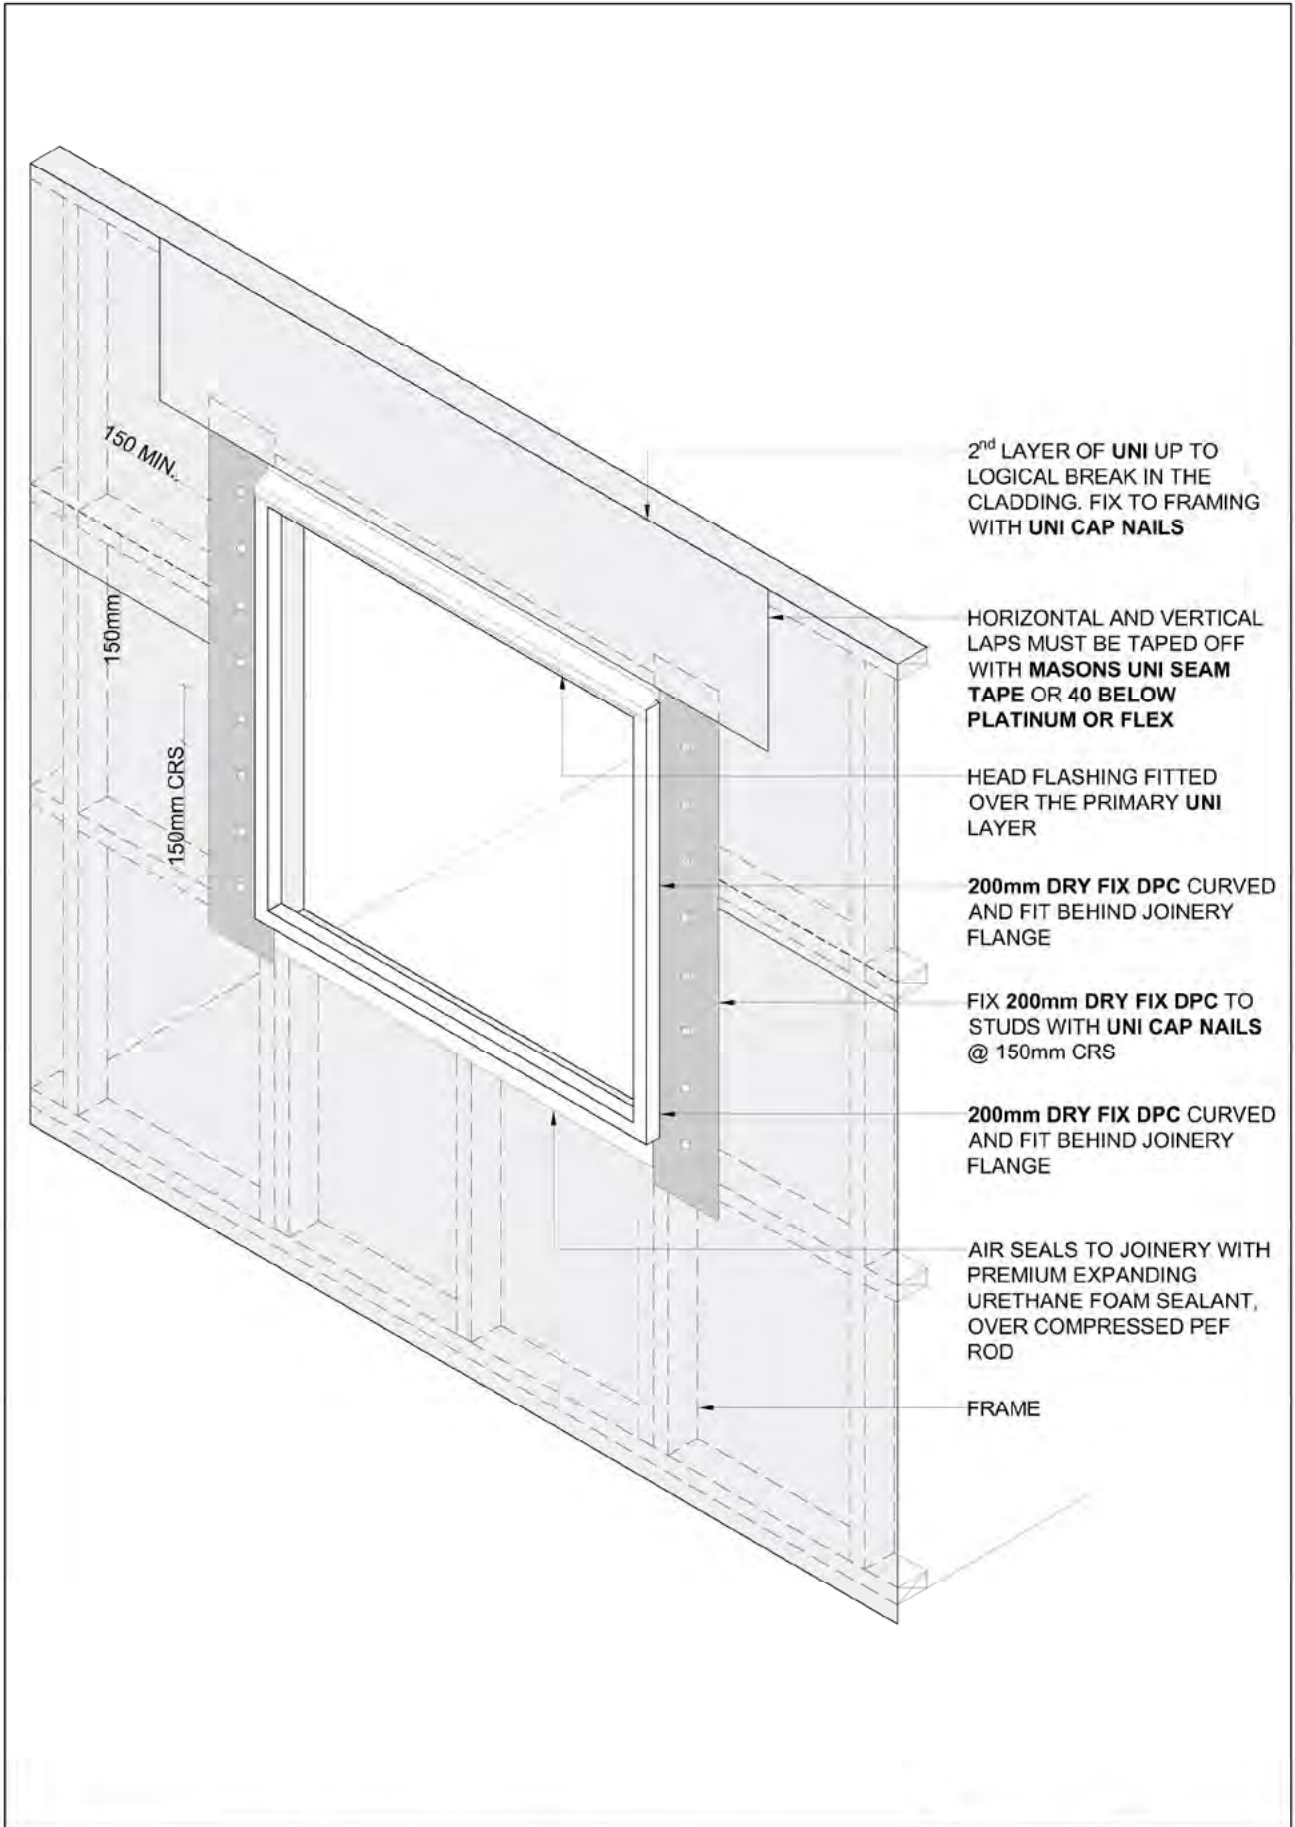 150 MIN.
150mm
150mm CRS
2nd LAYER OF UNI UP TO
LOGICAL BREAK IN THE
CLADDING. FIX TO FRAMING
WITH UNI CAP NAILS
HORIZONTAL AND VERTICAL
LAPS MUST BE TAPED OFF
WITH MASONS UNI SEAM
TAPE OR 40 BELOW
PLATINUM OR FLEX
HEAD FLASHING FITTED
OVER THE PRIMARY UNI
LAYER
200mm DRY FIX DPC CURVED
AND FIT BEHIND JOINERY
FLANGE
FIX 200mm DRY FIX DPC TO
STUDS WITH UNI CAP NAILS
@ 150mm CRS
200mm DRY FIX DPC CURVED
AND FIT BEHIND JOINERY
FLANGE
AIR SEALS TO JOINERY WITH
PREMIUM EXPANDING
URETHANE FOAM SEALANT,
OVER COMPRESSED PEF
ROD
FRAME